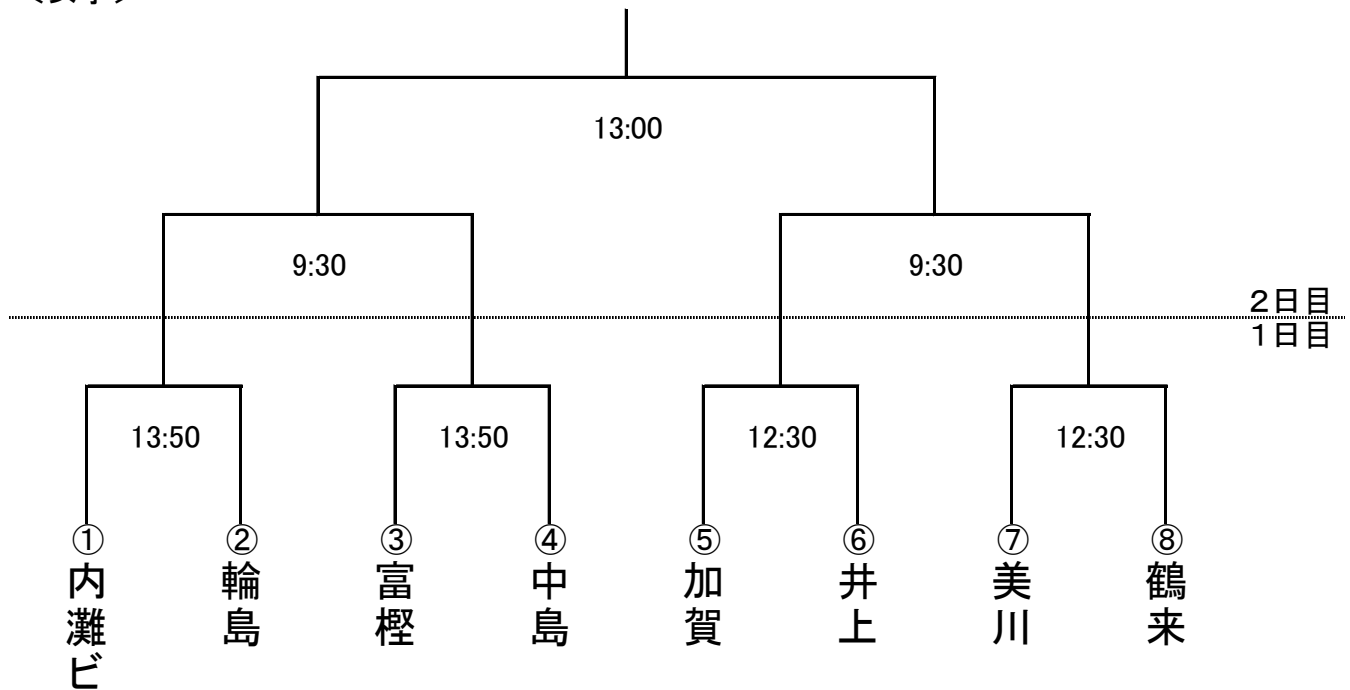 13:00
9:30
9:30
２日目
１日目
13:50
13:50
12:30
12:30
①内灘ビ
②輪島
③富樫
④中島
⑤加賀
⑥井上
⑦美川
⑧鶴来